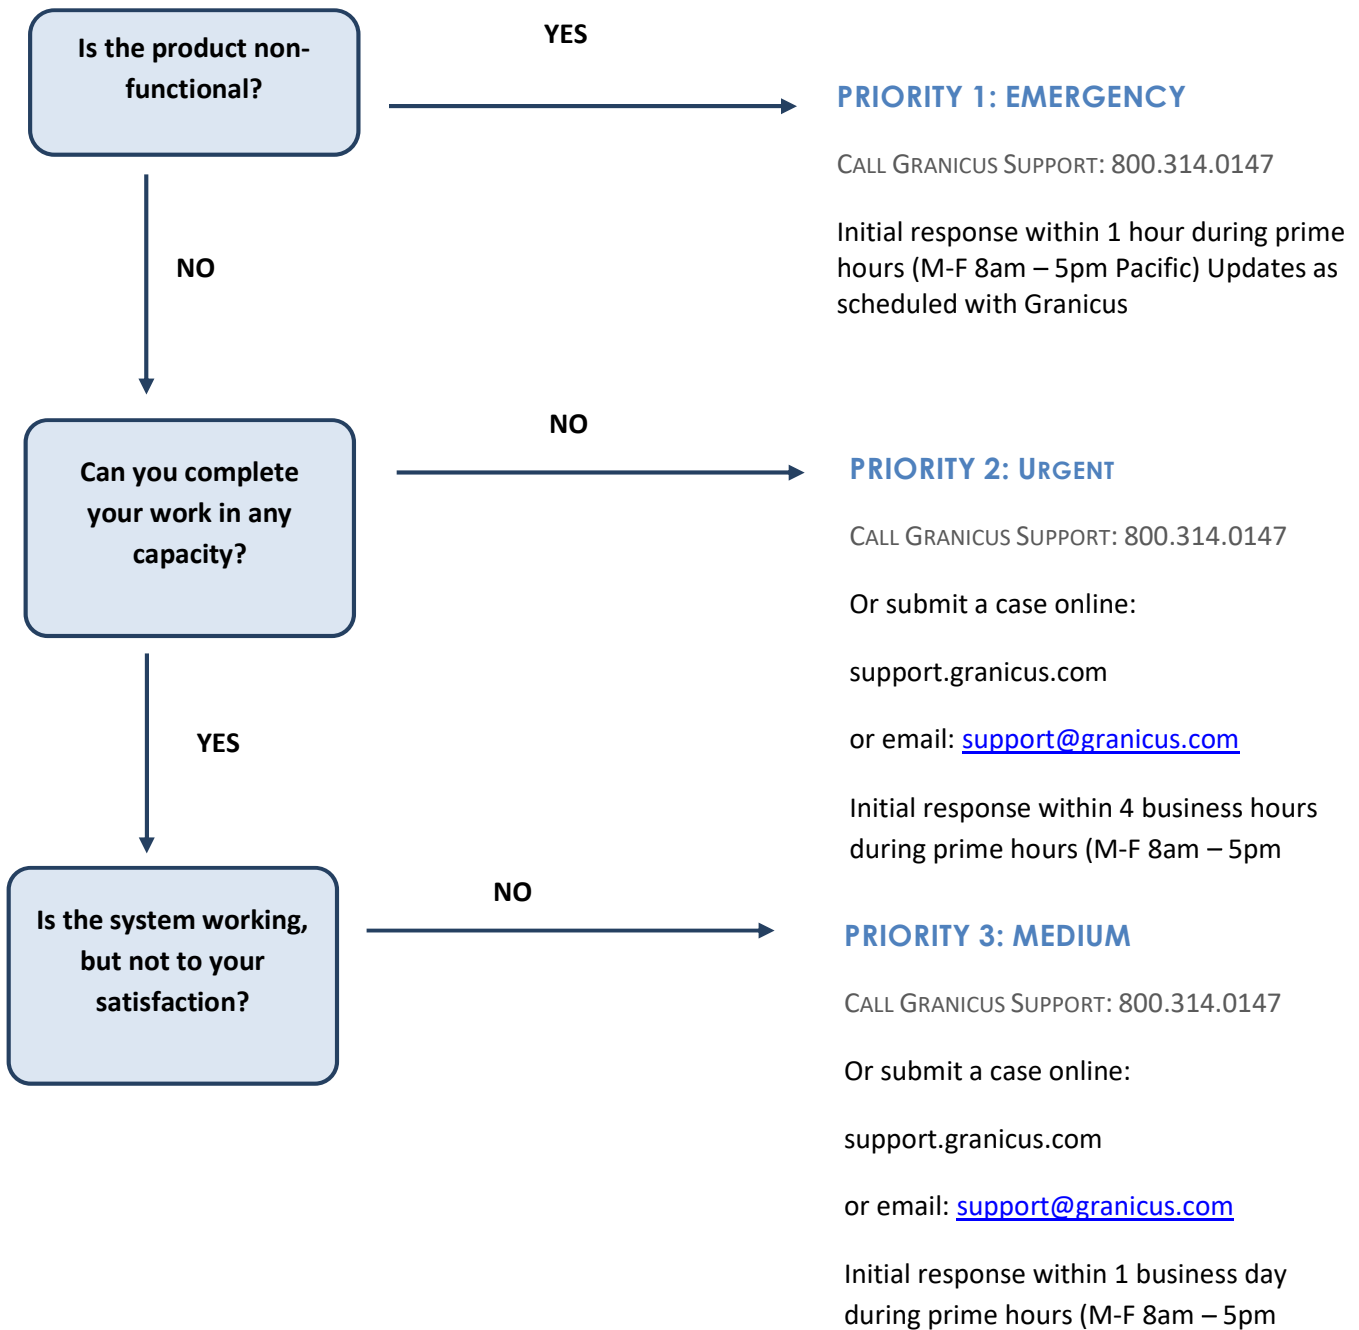 Is the product non-
functional?
YES
PRIORITY 1: EMERGENCY
CALL GRANICUS SUPPORT: 800.314.0147
Initial response within 1 hour during prime
hours (M-F 8am – 5pm Pacific) Updates as
scheduled with Granicus
NO
Can you complete
your work in any
capacity?
NO
PRIORITY 2: URGENT
CALL GRANICUS SUPPORT: 800.314.0147
Or submit a case online:
support.granicus.com
or email: support@granicus.com
Initial response within 4 business hours
during prime hours (M-F 8am – 5pm
YES
Is the system working,
but not to your
satisfaction?
NO
PRIORITY 3: MEDIUM
CALL GRANICUS SUPPORT: 800.314.0147
Or submit a case online:
support.granicus.com
or email: support@granicus.com
Initial response within 1 business day
during prime hours (M-F 8am – 5pm